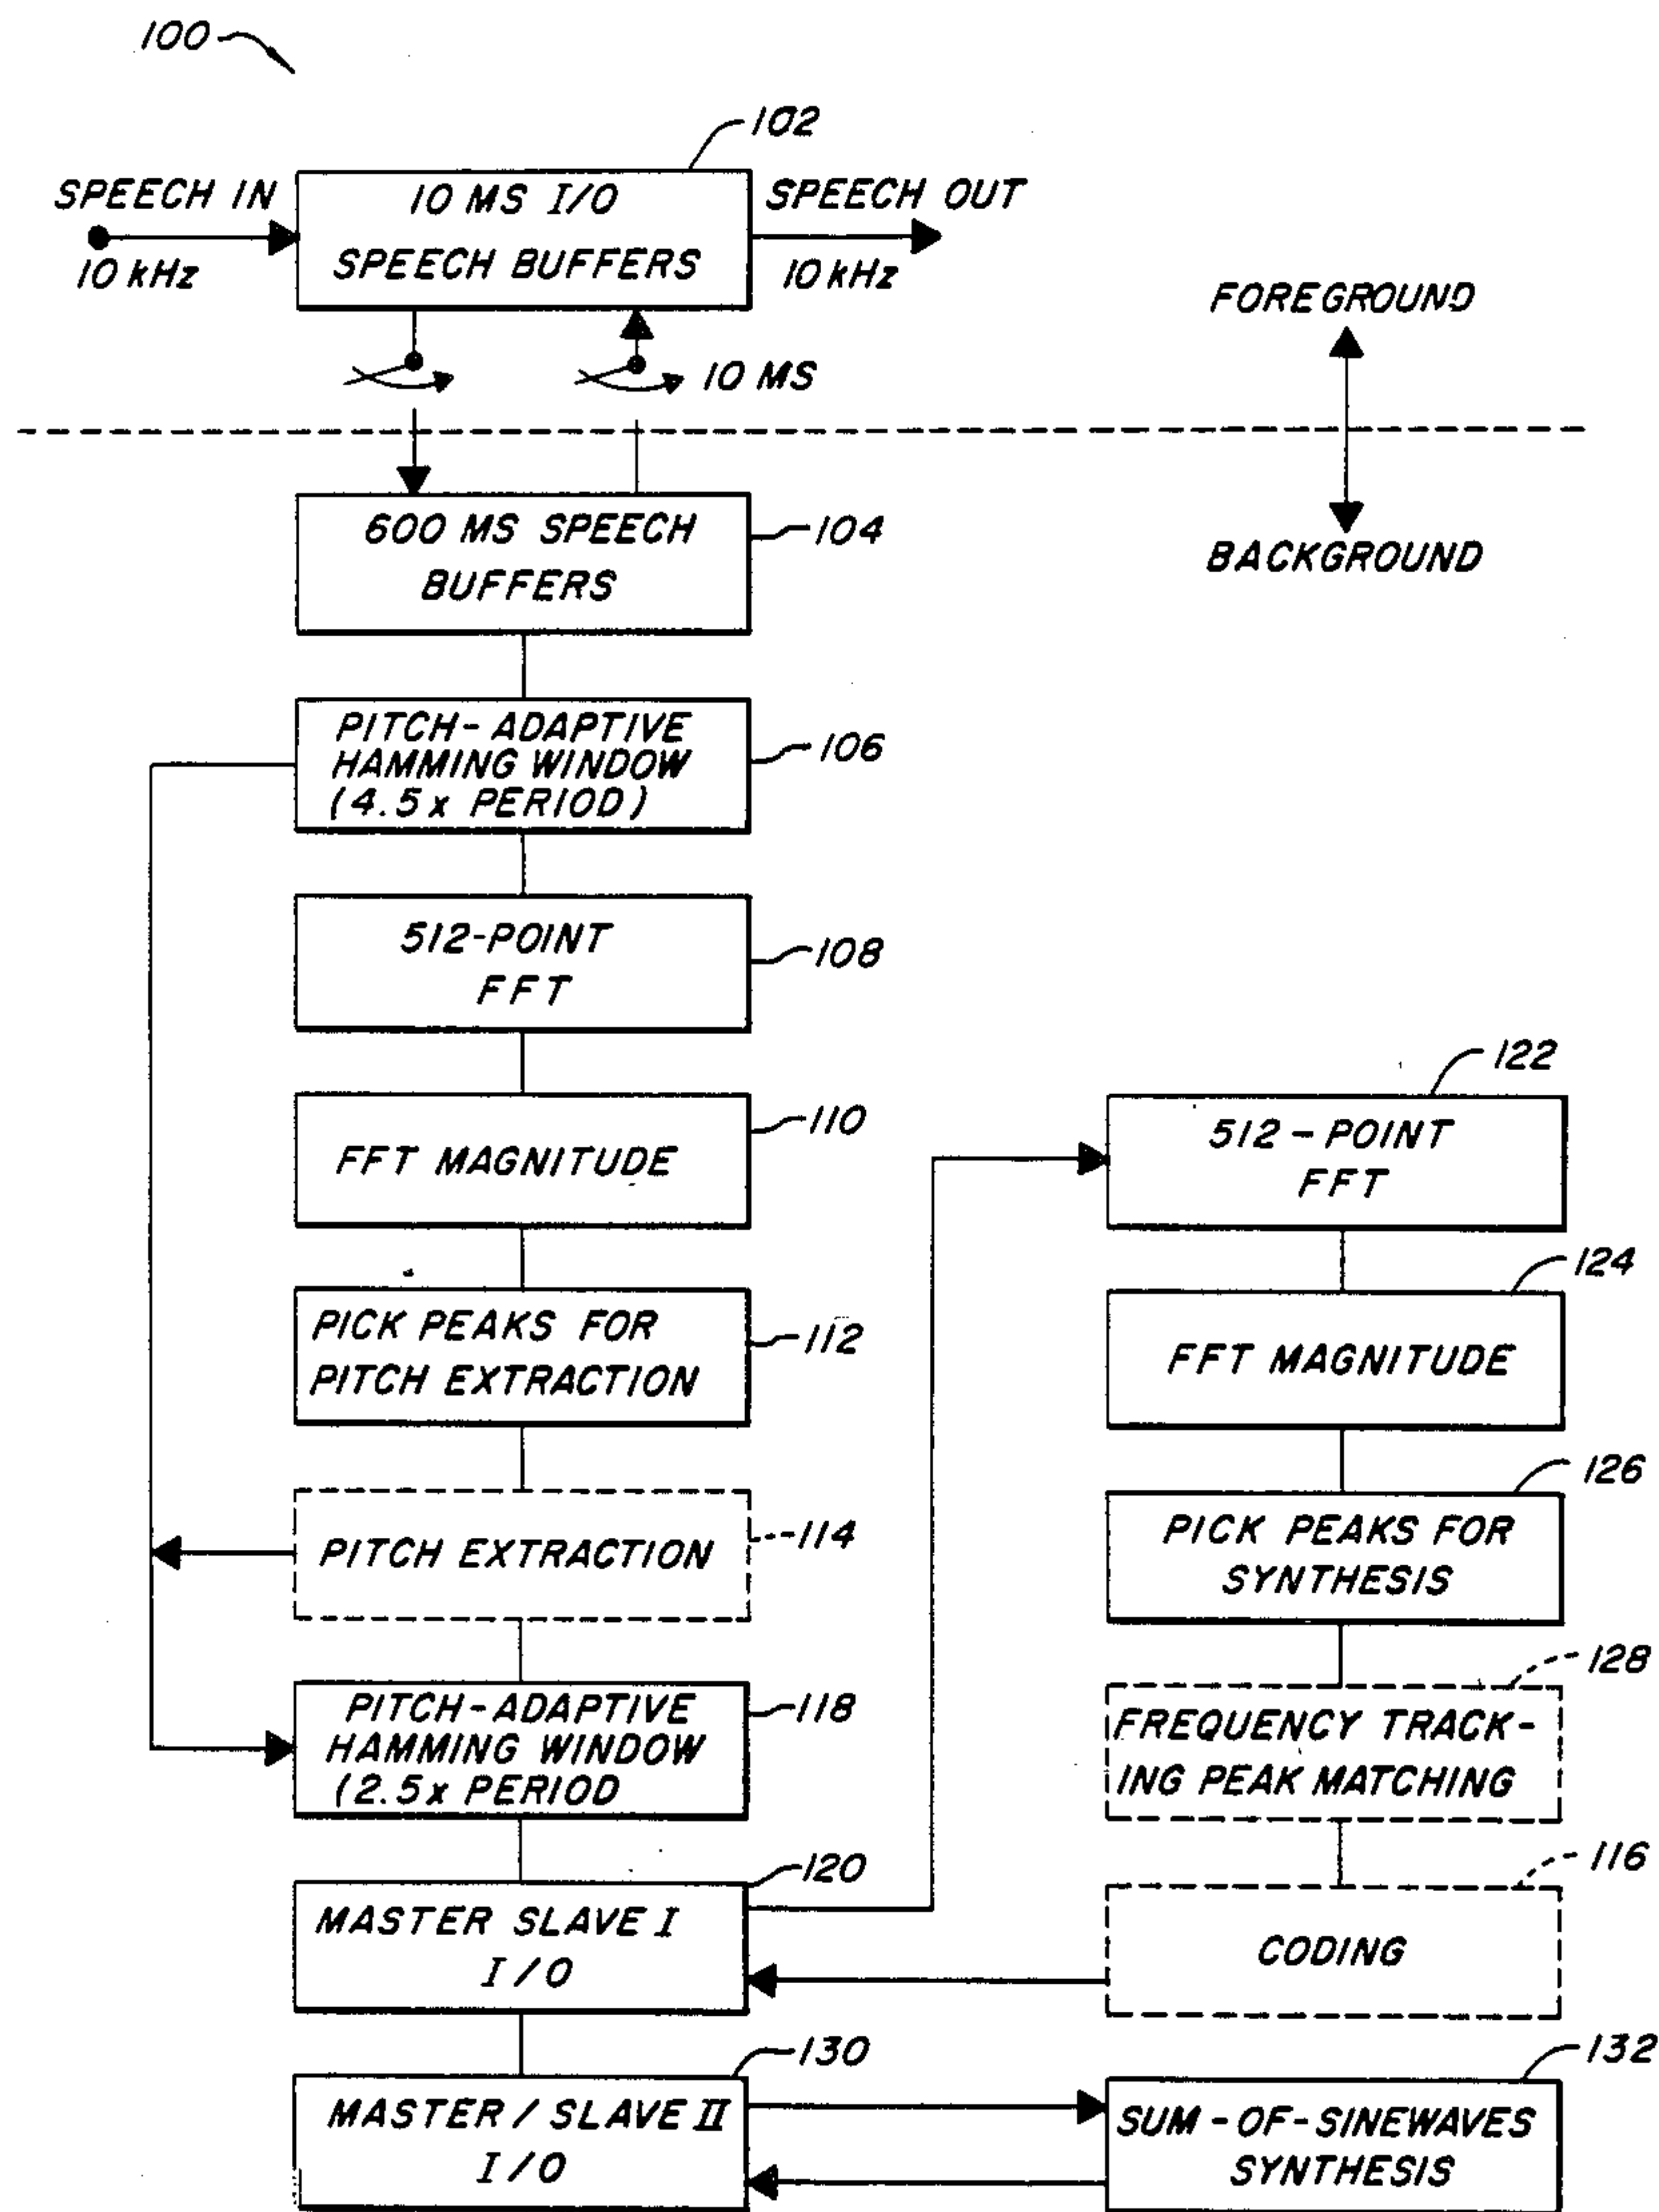 100
102
SPEECH IN
10 kHz
10 MS I/O
SPEECH BUFFERS
SPEECH OUT
10 kHz
10 MS
FOREGROUND
BACKGROUND
600 MS SPEECH
BUFFERS
104
PITCH-ADAPTIVE
HAMMING WINDOW
(4.5x PERIOD)
106
512-POINT
FFT
108
FFT MAGNITUDE
110
PICK PEAKS FOR
PITCH EXTRACTION
112
PITCH EXTRACTION
114
PITCH-ADAPTIVE
HAMMING WINDOW
(2.5x PERIOD
118
MASTER SLAVE I
I/O
120
MASTER / SLAVE II
I/O
130
122
512-POINT
FFT
124
FFT MAGNITUDE
126
PICK PEAKS FOR
SYNTHESIS
128
FREQUENCY TRACK-
ING PEAK MATCHING
116
CODING
132
SUM-OF-SINEWAVES
SYNTHESIS